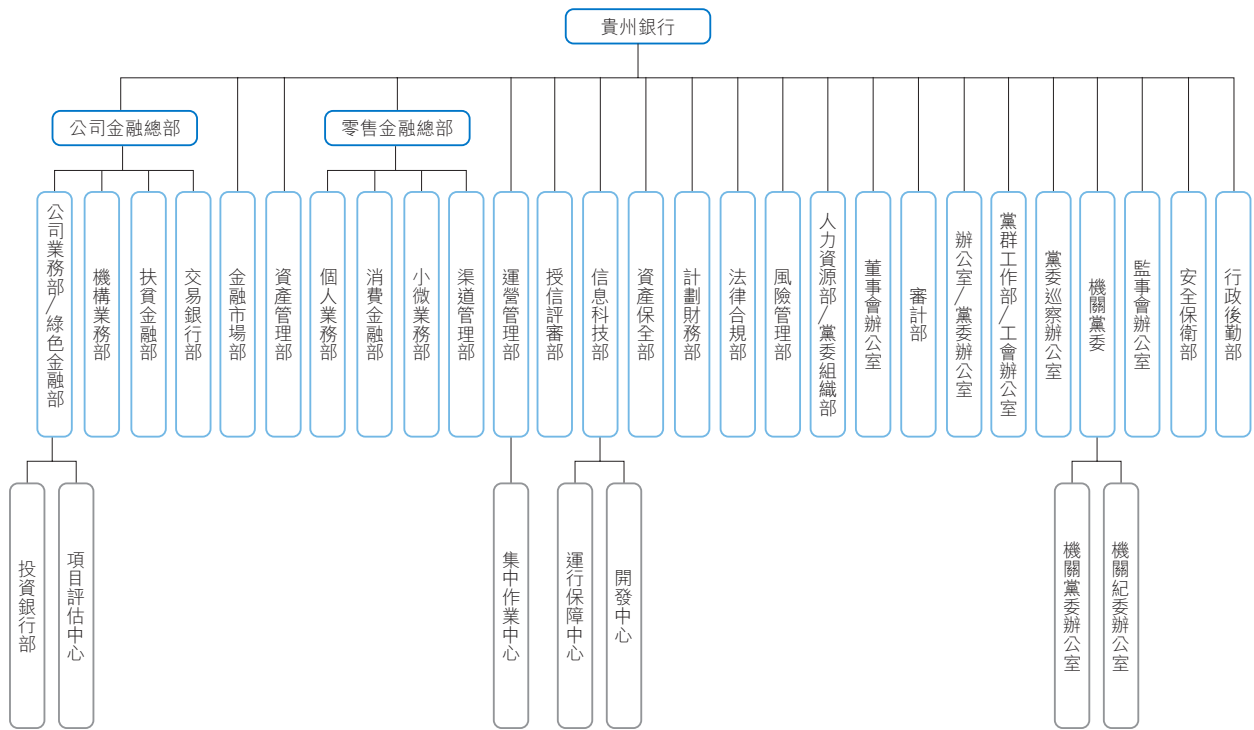 貴州銀行
公司金融總部
零售金融總部
公司業務部/綠色金融部
機構業務部
扶貧金融部
交易銀行部
金融市場部
資產管理部
個人業務部
消費金融部
小微業務部
渠道管理部
運營管理部
授信評審部
信息科技部
資產保全部
計劃財務部
法律合規部
風險管理部
人力資源部/黨委組織部
董事會辦公室
審計部
辦公室/黨委辦公室
黨群工作部/工會辦公室
黨委巡察辦公室
機關黨委
監事會辦公室
安全保衛部
行政後勤部
投資銀行部
項目評估中心
集中作業中心
運行保障中心
開發中心
機關黨委辦公室
機關紀委辦公室